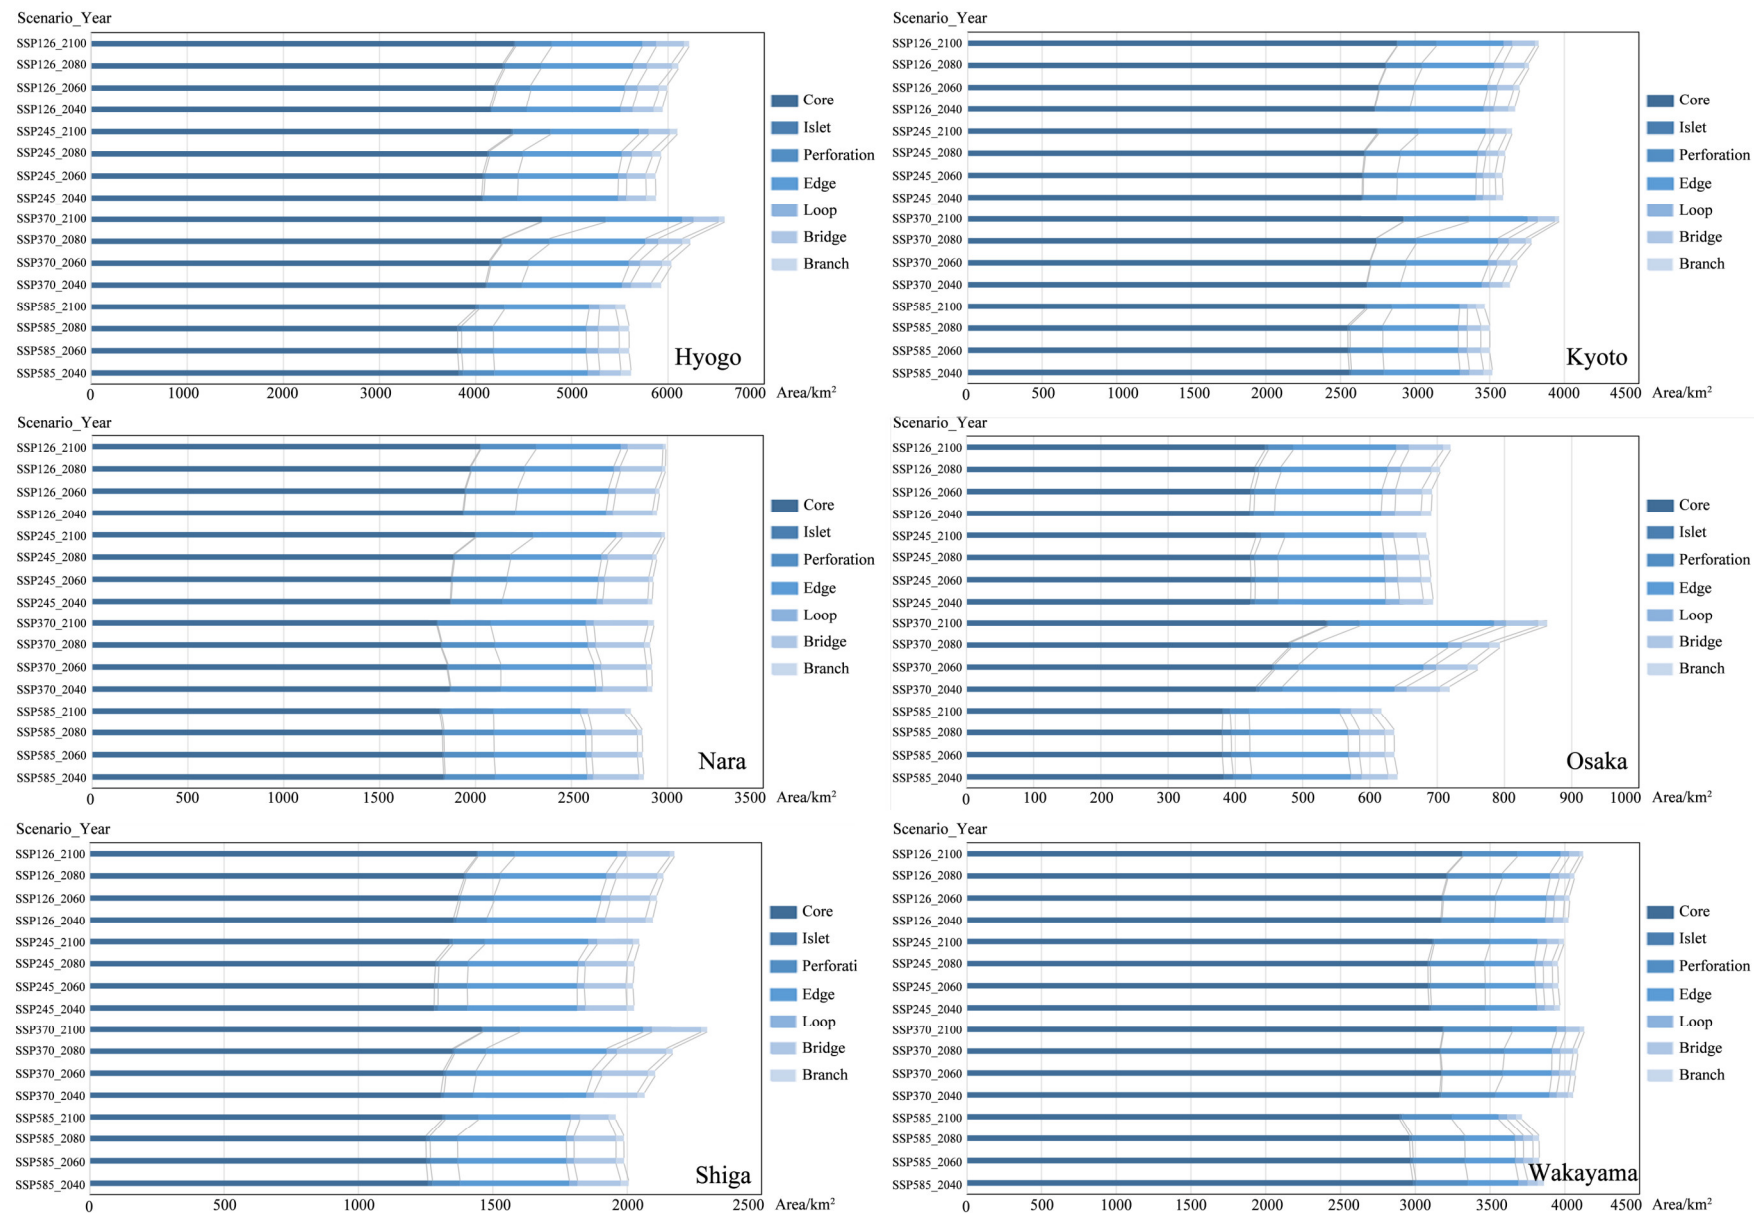 Scenario_Year
SSP126_2100
SSP126_2080
SSP126_2060
SSP126_2040
SSP245_2100
SSP245_2080
SSP245_2060
SSP245_2040
SSP370_2100
SSP370_2080
SSP370_2060
SSP370_2040
SSP585_2100
SSP585_2080
SSP585_2060
SSP585_2040
Core
Islet
Perforation
Edge
Loop
Bridge
Branch
Hyogo
0 1000 2000 3000 4000 5000 6000 7000 Area/km²
Scenario_Year
SSP126_2100
SSP126_2080
SSP126_2060
SSP126_2040
SSP245_2100
SSP245_2080
SSP245_2060
SSP245_2040
SSP370_2100
SSP370_2080
SSP370_2060
SSP370_2040
SSP585_2100
SSP585_2080
SSP585_2060
SSP585_2040
Core
Islet
Perforation
Edge
Loop
Bridge
Branch
Kyoto
0 500 1000 1500 2000 2500 3000 3500 4000 4500 Area/km²
Scenario_Year
SSP126_2100
SSP126_2080
SSP126_2060
SSP126_2040
SSP245_2100
SSP245_2080
SSP245_2060
SSP245_2040
SSP370_2100
SSP370_2080
SSP370_2060
SSP370_2040
SSP585_2100
SSP585_2080
SSP585_2060
SSP585_2040
Core
Islet
Perforation
Edge
Loop
Bridge
Branch
Nara
0 500 1000 1500 2000 2500 3000 3500 Area/km²
Scenario_Year
SSP126_2100
SSP126_2080
SSP126_2060
SSP126_2040
SSP245_2100
SSP245_2080
SSP245_2060
SSP245_2040
SSP370_2100
SSP370_2080
SSP370_2060
SSP370_2040
SSP585_2100
SSP585_2080
SSP585_2060
SSP585_2040
Core
Islet
Perforation
Edge
Loop
Bridge
Branch
Osaka
0 100 200 300 400 500 600 700 800 900 1000 Area/km²
Scenario_Year
SSP126_2100
SSP126_2080
SSP126_2060
SSP126_2040
SSP245_2100
SSP245_2080
SSP245_2060
SSP245_2040
SSP370_2100
SSP370_2080
SSP370_2060
SSP370_2040
SSP585_2100
SSP585_2080
SSP585_2060
SSP585_2040
Core
Islet
Perforati
Edge
Loop
Bridge
Branch
Shiga
0 500 1000 1500 2000 2500 Area/km²
Scenario_Year
SSP126_2100
SSP126_2080
SSP126_2060
SSP126_2040
SSP245_2100
SSP245_2080
SSP245_2060
SSP245_2040
SSP370_2100
SSP370_2080
SSP370_2060
SSP370_2040
SSP585_2100
SSP585_2080
SSP585_2060
SSP585_2040
Core
Islet
Perforation
Edge
Loop
Bridge
Branch
Wakayama
0 500 1000 1500 2000 2500 3000 3500 4000 4500 Area/km²